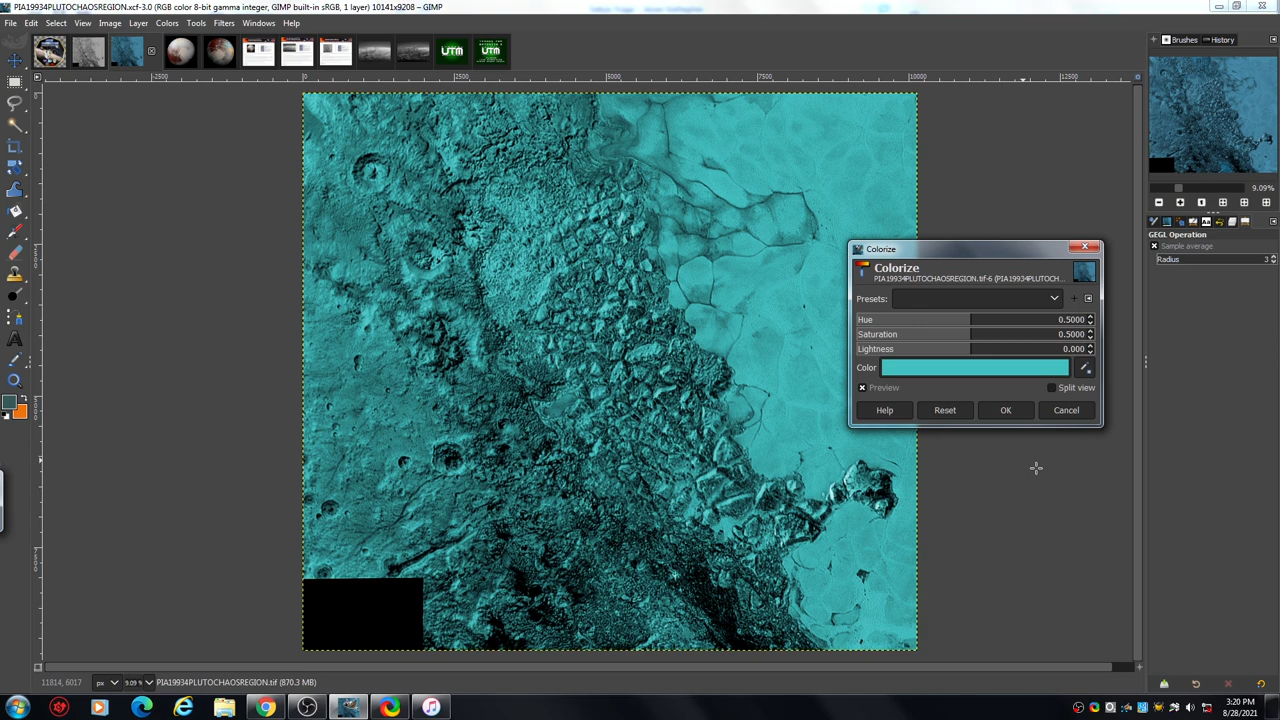 PIA19934PLUTOCHAOSREGION.xcf-3.0 (RGB color 8-bit gamma integer, GIMP built-in sRGB, 1 layer) 10141x9208 – GIMP
File Edit Select View Image Layer Colors Tools Filters Windows Help
UTM
UTM
Brushes History
-2500 0 2500 5000 7500 10000 12500
9.09%
GEGL Operation
Sample average
Radius 3
Colorize
Colorize
PIA19934PLUTOCHAOSREGION.tif-6 (PIA19934PLUTOCH...
Presets:
Hue 0.5000
Saturation 0.5000
Lightness 0.000
Color
Preview Split view
Help Reset OK Cancel
11814, 6017 px 9.09 % PIA19934PLUTOCHAOSREGION.tif (870.3 MB)
3:20 PM
8/28/2021